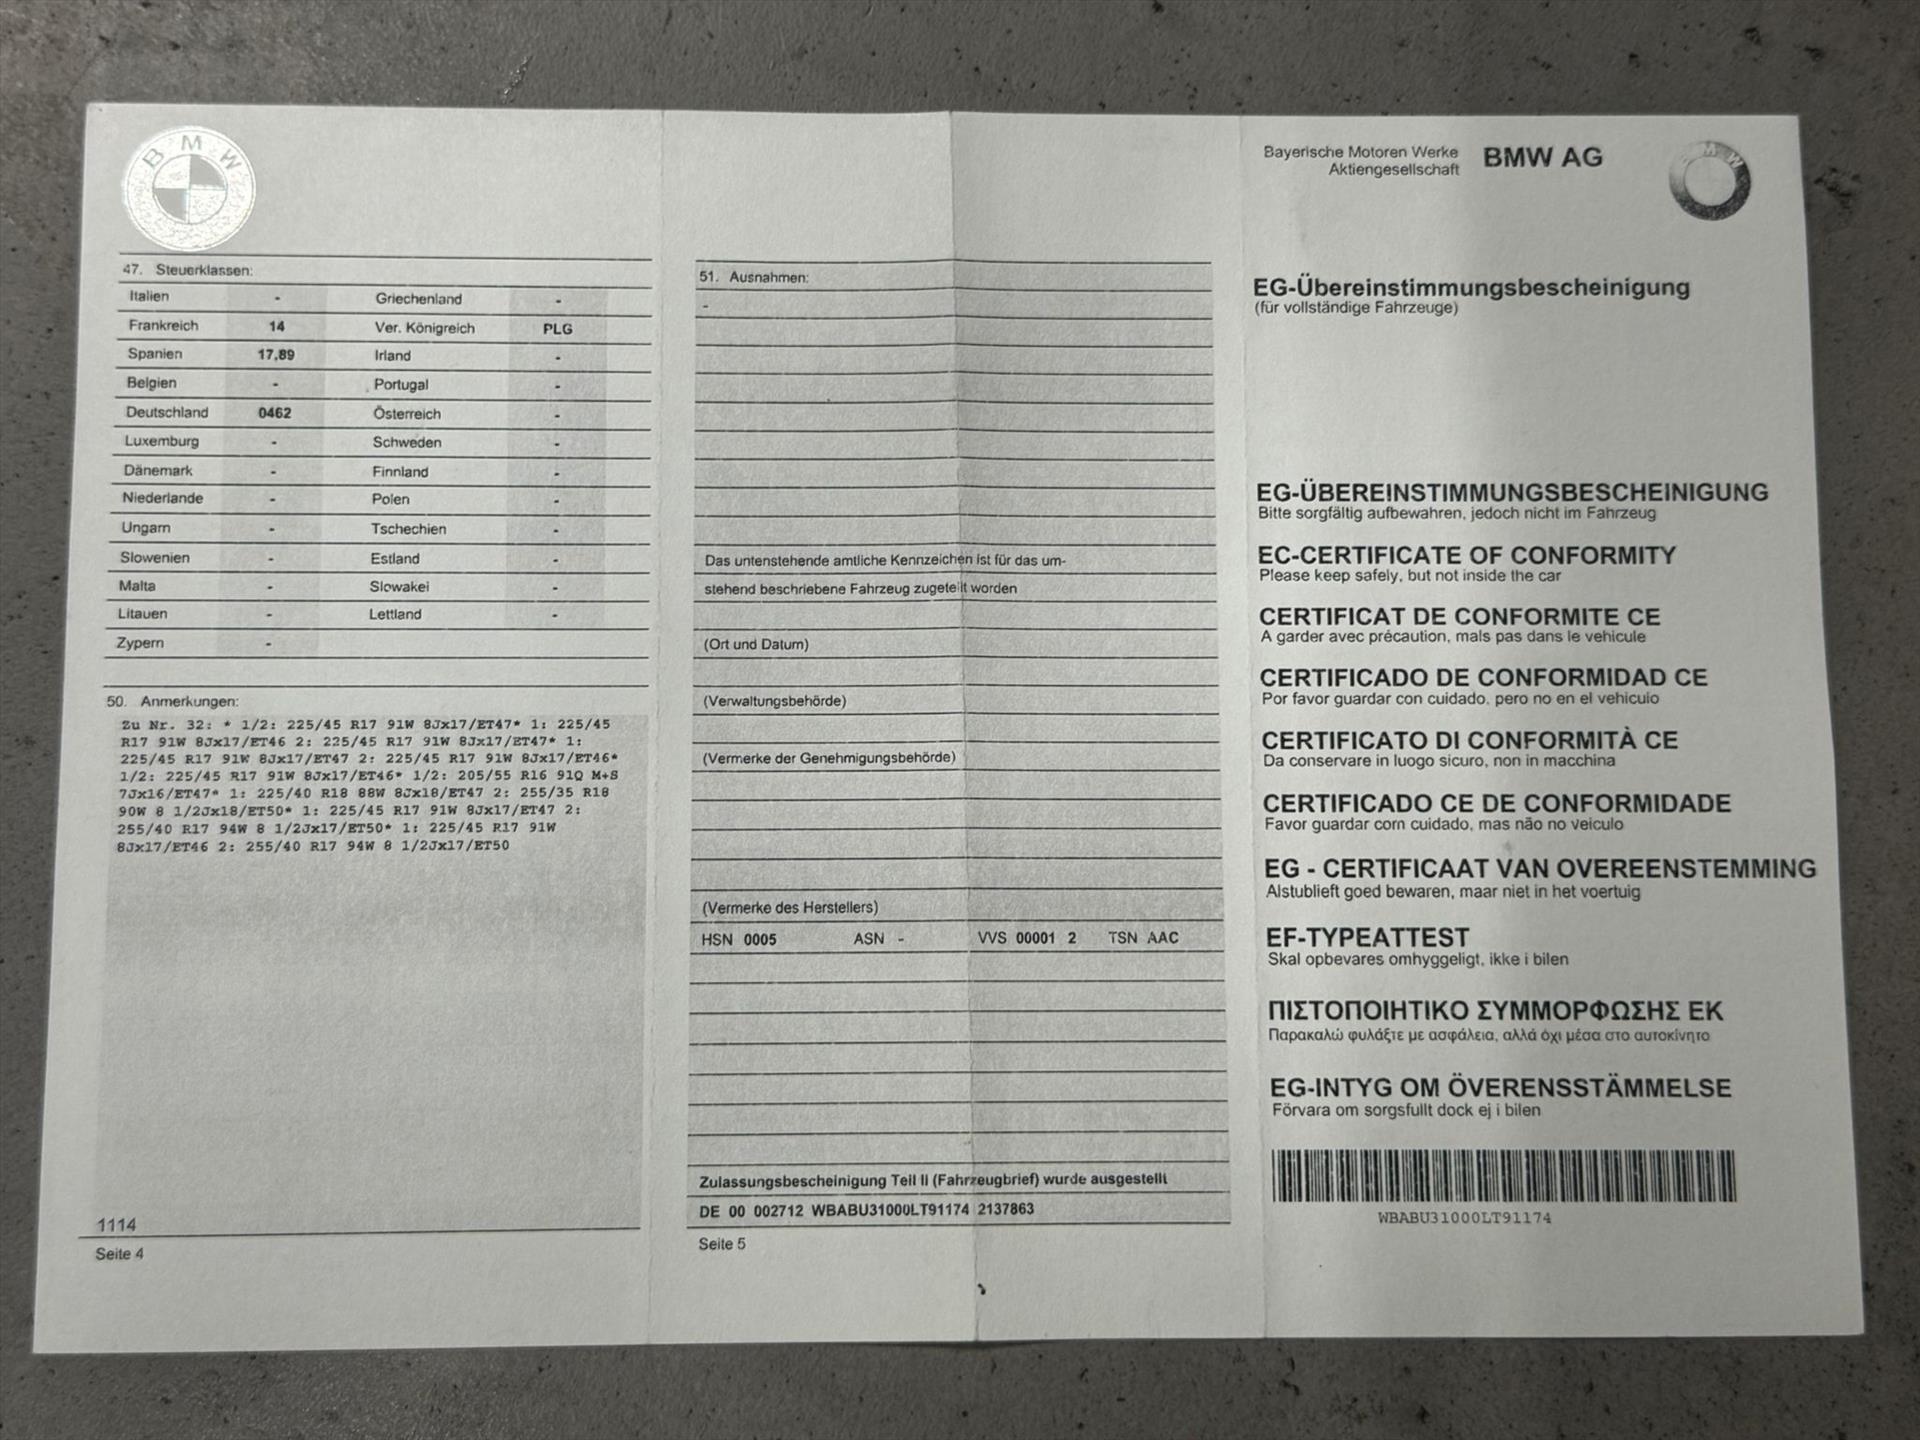 BMW
47. Steuerklassen:
Italien - Griechenland -
Frankreich 14 Ver. Königreich PLG
Spanien 17,89 Irland -
Belgien - Portugal -
Deutschland 0462 Österreich -
Luxemburg - Schweden -
Dänemark - Finnland -
Niederlande - Polen -
Ungarn - Tschechien -
Slowenien - Estland -
Malta - Slowakei -
Litauen - Lettland -
Zypern -
50. Anmerkungen:
Zu Nr. 32: * 1/2: 225/45 R17 91W 8Jx17/ET47* 1: 225/45
R17 91W 8Jx17/ET46 2: 225/45 R17 91W 8Jx17/ET47* 1:
225/45 R17 91W 8Jx17/ET47 2: 225/45 R17 91W 8Jx17/ET46*
1/2: 225/45 R17 91W 8Jx17/ET46* 1/2: 205/55 R16 91Q M+S
7Jx16/ET47* 1: 225/40 R18 88W 8Jx18/ET47 2: 255/35 R18
90W 8 1/2Jx18/ET50* 1: 225/45 R17 91W 8Jx17/ET47 2:
255/40 R17 94W 8 1/2Jx17/ET50* 1: 225/45 R17 91W
8Jx17/ET46 2: 255/40 R17 94W 8 1/2Jx17/ET50
1114
Seite 4
51. Ausnahmen:
-
Das untenstehende amtliche Kennzeichen ist für das um-
stehend beschriebene Fahrzeug zugeteilt worden
(Ort und Datum)
(Verwaltungsbehörde)
(Vermerke der Genehmigungsbehörde)
(Vermerke des Herstellers)
HSN 0005 ASN - VVS 00001 2 TSN AAC
Zulassungsbescheinigung Teil II (Fahrzeugbrief) wurde ausgestellt
DE 00 002712 WBABU31000LT91174 2137863
Seite 5
Bayerische Motoren Werke
Aktiengesellschaft
BMW AG
BMW
EG-Übereinstimmungsbescheinigung
(für vollständige Fahrzeuge)
EG-ÜBEREINSTIMMUNGSBESCHEINIGUNG
Bitte sorgfältig aufbewahren, jedoch nicht im Fahrzeug
EC-CERTIFICATE OF CONFORMITY
Please keep safely, but not inside the car
CERTIFICAT DE CONFORMITE CE
A garder avec précaution, mais pas dans le vehicule
CERTIFICADO DE CONFORMIDAD CE
Por favor guardar con cuidado, pero no en el vehiculo
CERTIFICATO DI CONFORMITÀ CE
Da conservare in luogo sicuro, non in macchina
CERTIFICADO CE DE CONFORMIDADE
Favor guardar com cuidado, mas não no veiculo
EG - CERTIFICAAT VAN OVEREENSTEMMING
Alstublieft goed bewaren, maar niet in het voertuig
EF-TYPEATTEST
Skal opbevares omhyggeligt, ikke i bilen
ΠΙΣΤΟΠΟΙΗΤΙΚΟ ΣΥΜΜΟΡΦΩΣΗΣ ΕΚ
Παρακαλώ φυλάξτε με ασφάλεια, αλλά όχι μέσα στο αυτοκίνητο
EG-INTYG OM ÖVERENSSTÄMMELSE
Förvara om sorgsfullt dock ej i bilen
WBABU31000LT91174